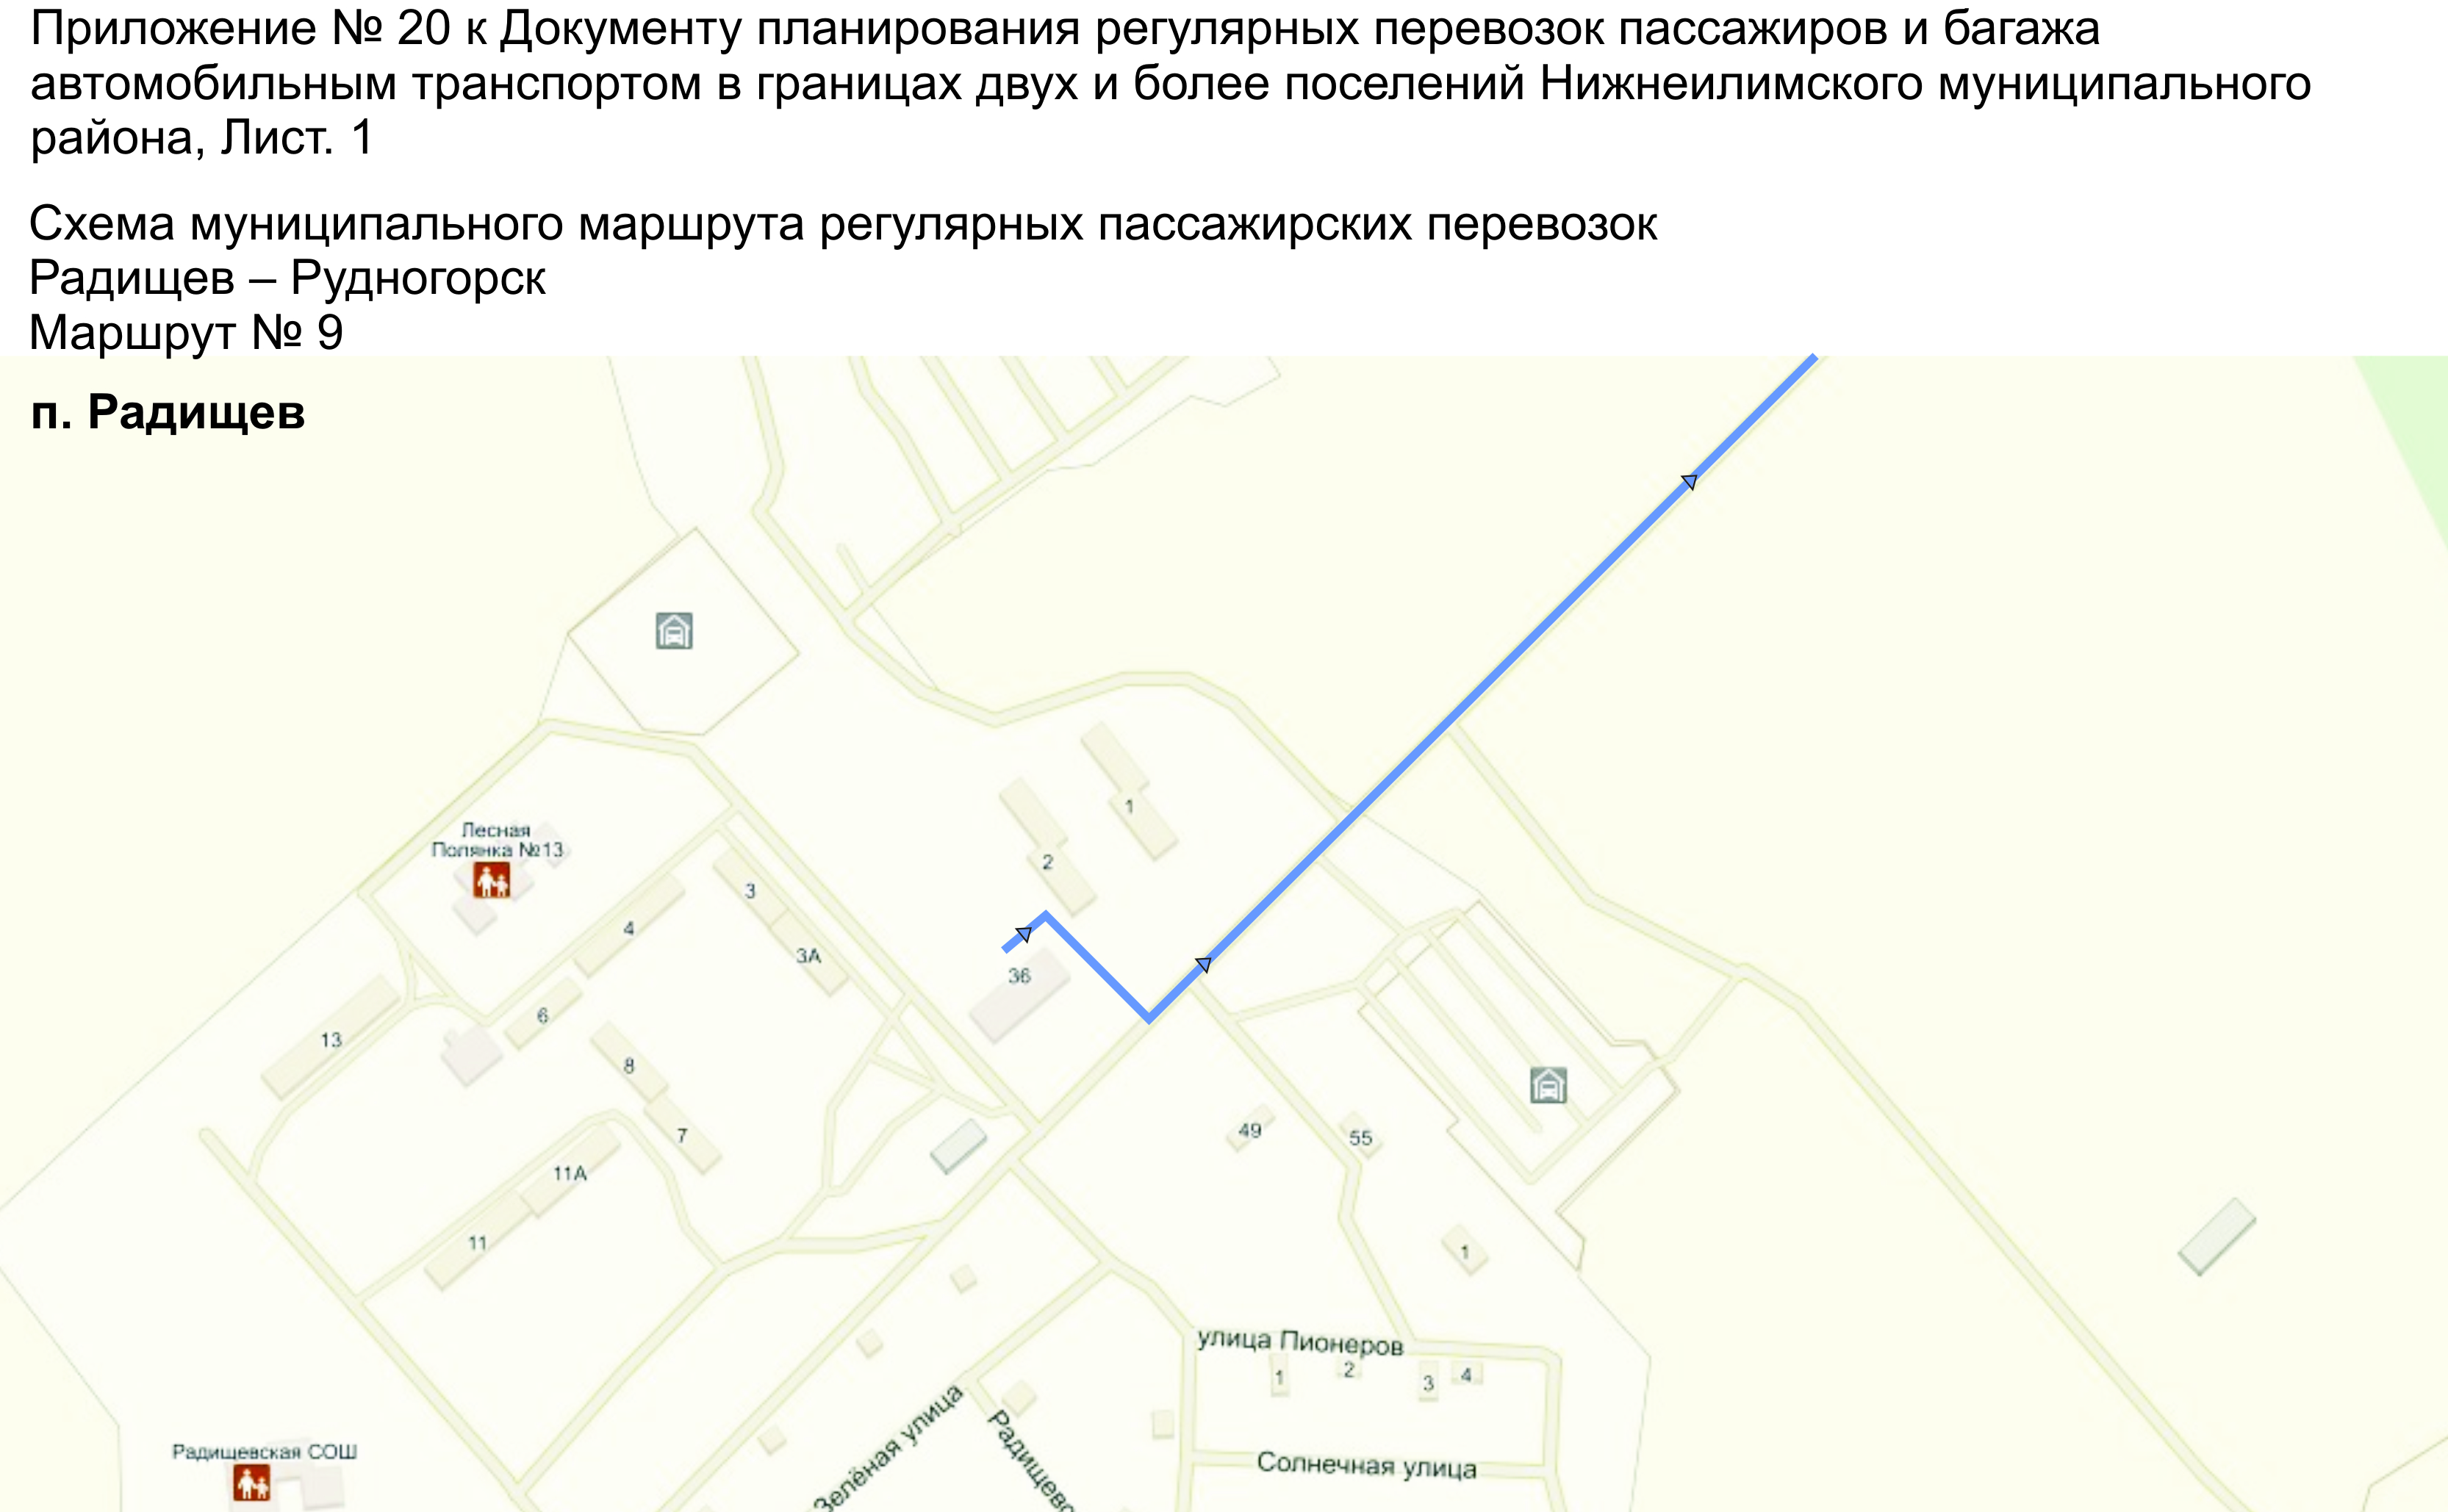 Приложение № 20 к Документу планирования регулярных перевозок пассажиров и багажа
автомобильным транспортом в границах двух и более поселений Нижнеилимского муниципального
района, Лист. 1
Схема муниципального маршрута регулярных пассажирских перевозок
Радищев – Рудногорск
Маршрут № 9
п. Радищев
1
2
Лесная
Полянка №13
3
4
3А
36
6
13
8
7
49
55
11А
11
1
улица Пионеров
1
2
3
4
Зелёная улица
Радищевс
Солнечная улица
Радищевская СОШ